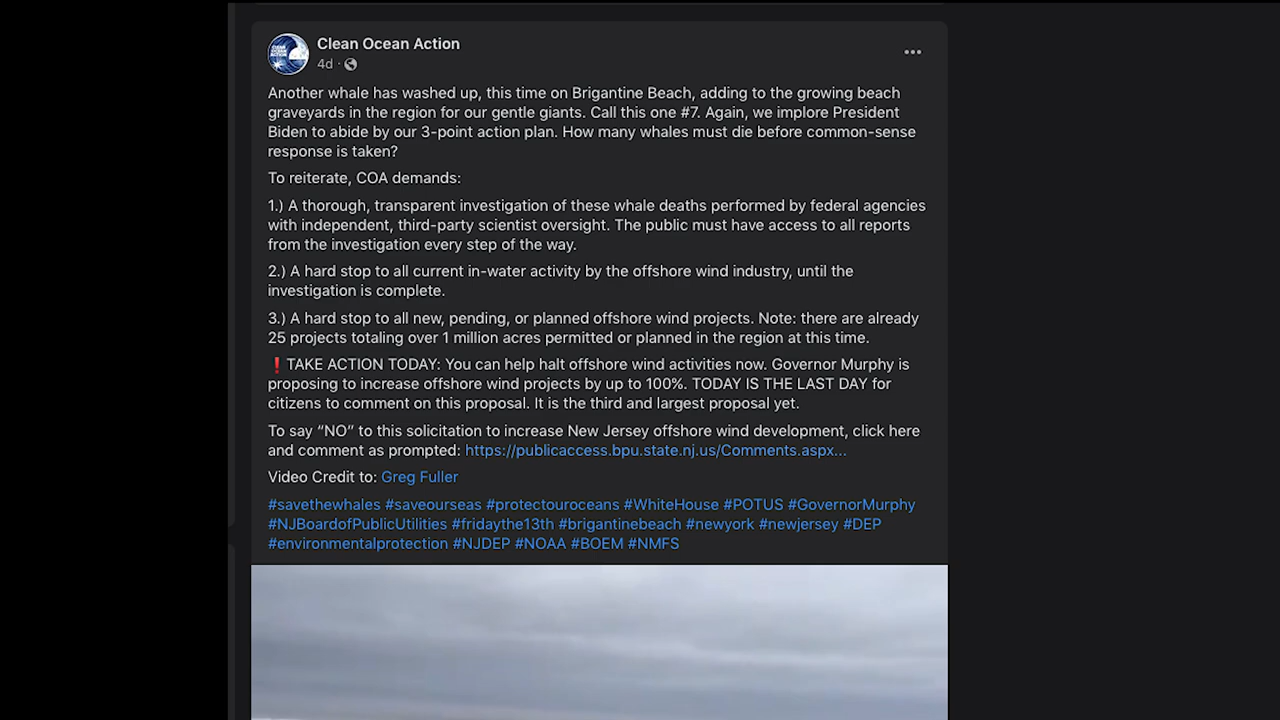 Clean Ocean Action
4d ·
Another whale has washed up, this time on Brigantine Beach, adding to the growing beach
graveyards in the region for our gentle giants. Call this one #7. Again, we implore President
Biden to abide by our 3-point action plan. How many whales must die before common-sense
response is taken?
To reiterate, COA demands:
1.) A thorough, transparent investigation of these whale deaths performed by federal agencies
with independent, third-party scientist oversight. The public must have access to all reports
from the investigation every step of the way.
2.) A hard stop to all current in-water activity by the offshore wind industry, until the
investigation is complete.
3.) A hard stop to all new, pending, or planned offshore wind projects. Note: there are already
25 projects totaling over 1 million acres permitted or planned in the region at this time.
❗TAKE ACTION TODAY: You can help halt offshore wind activities now. Governor Murphy is
proposing to increase offshore wind projects by up to 100%. TODAY IS THE LAST DAY for
citizens to comment on this proposal. It is the third and largest proposal yet.
To say “NO” to this solicitation to increase New Jersey offshore wind development, click here
and comment as prompted: https://publicaccess.bpu.state.nj.us/Comments.aspx...
Video Credit to: Greg Fuller
#savethewhales #saveourseas #protectouroceans #WhiteHouse #POTUS #GovernorMurphy
#NJBoardofPublicUtilities #fridaythe13th #brigantinebeach #newyork #newjersey #DEP
#environmentalprotection #NJDEP #NOAA #BOEM #NMFS
CLEAN
OCEAN
ACTION